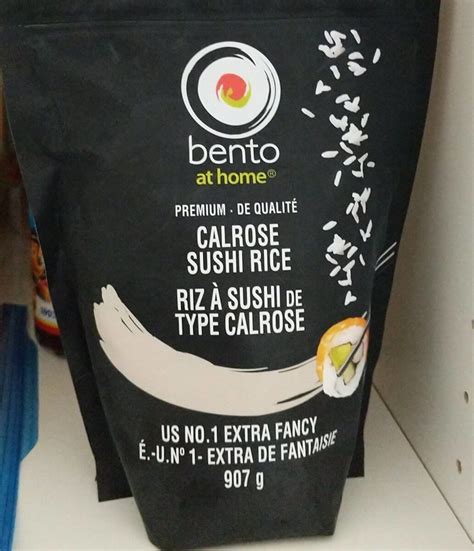 bento
at home®
PREMIUM · DE QUALITÉ
CALROSE
SUSHI RICE
RIZ À SUSHI DE
TYPE CALROSE
US NO.1 EXTRA FANCY
É.-U.Nº 1- EXTRA DE FANTAISIE
907 g